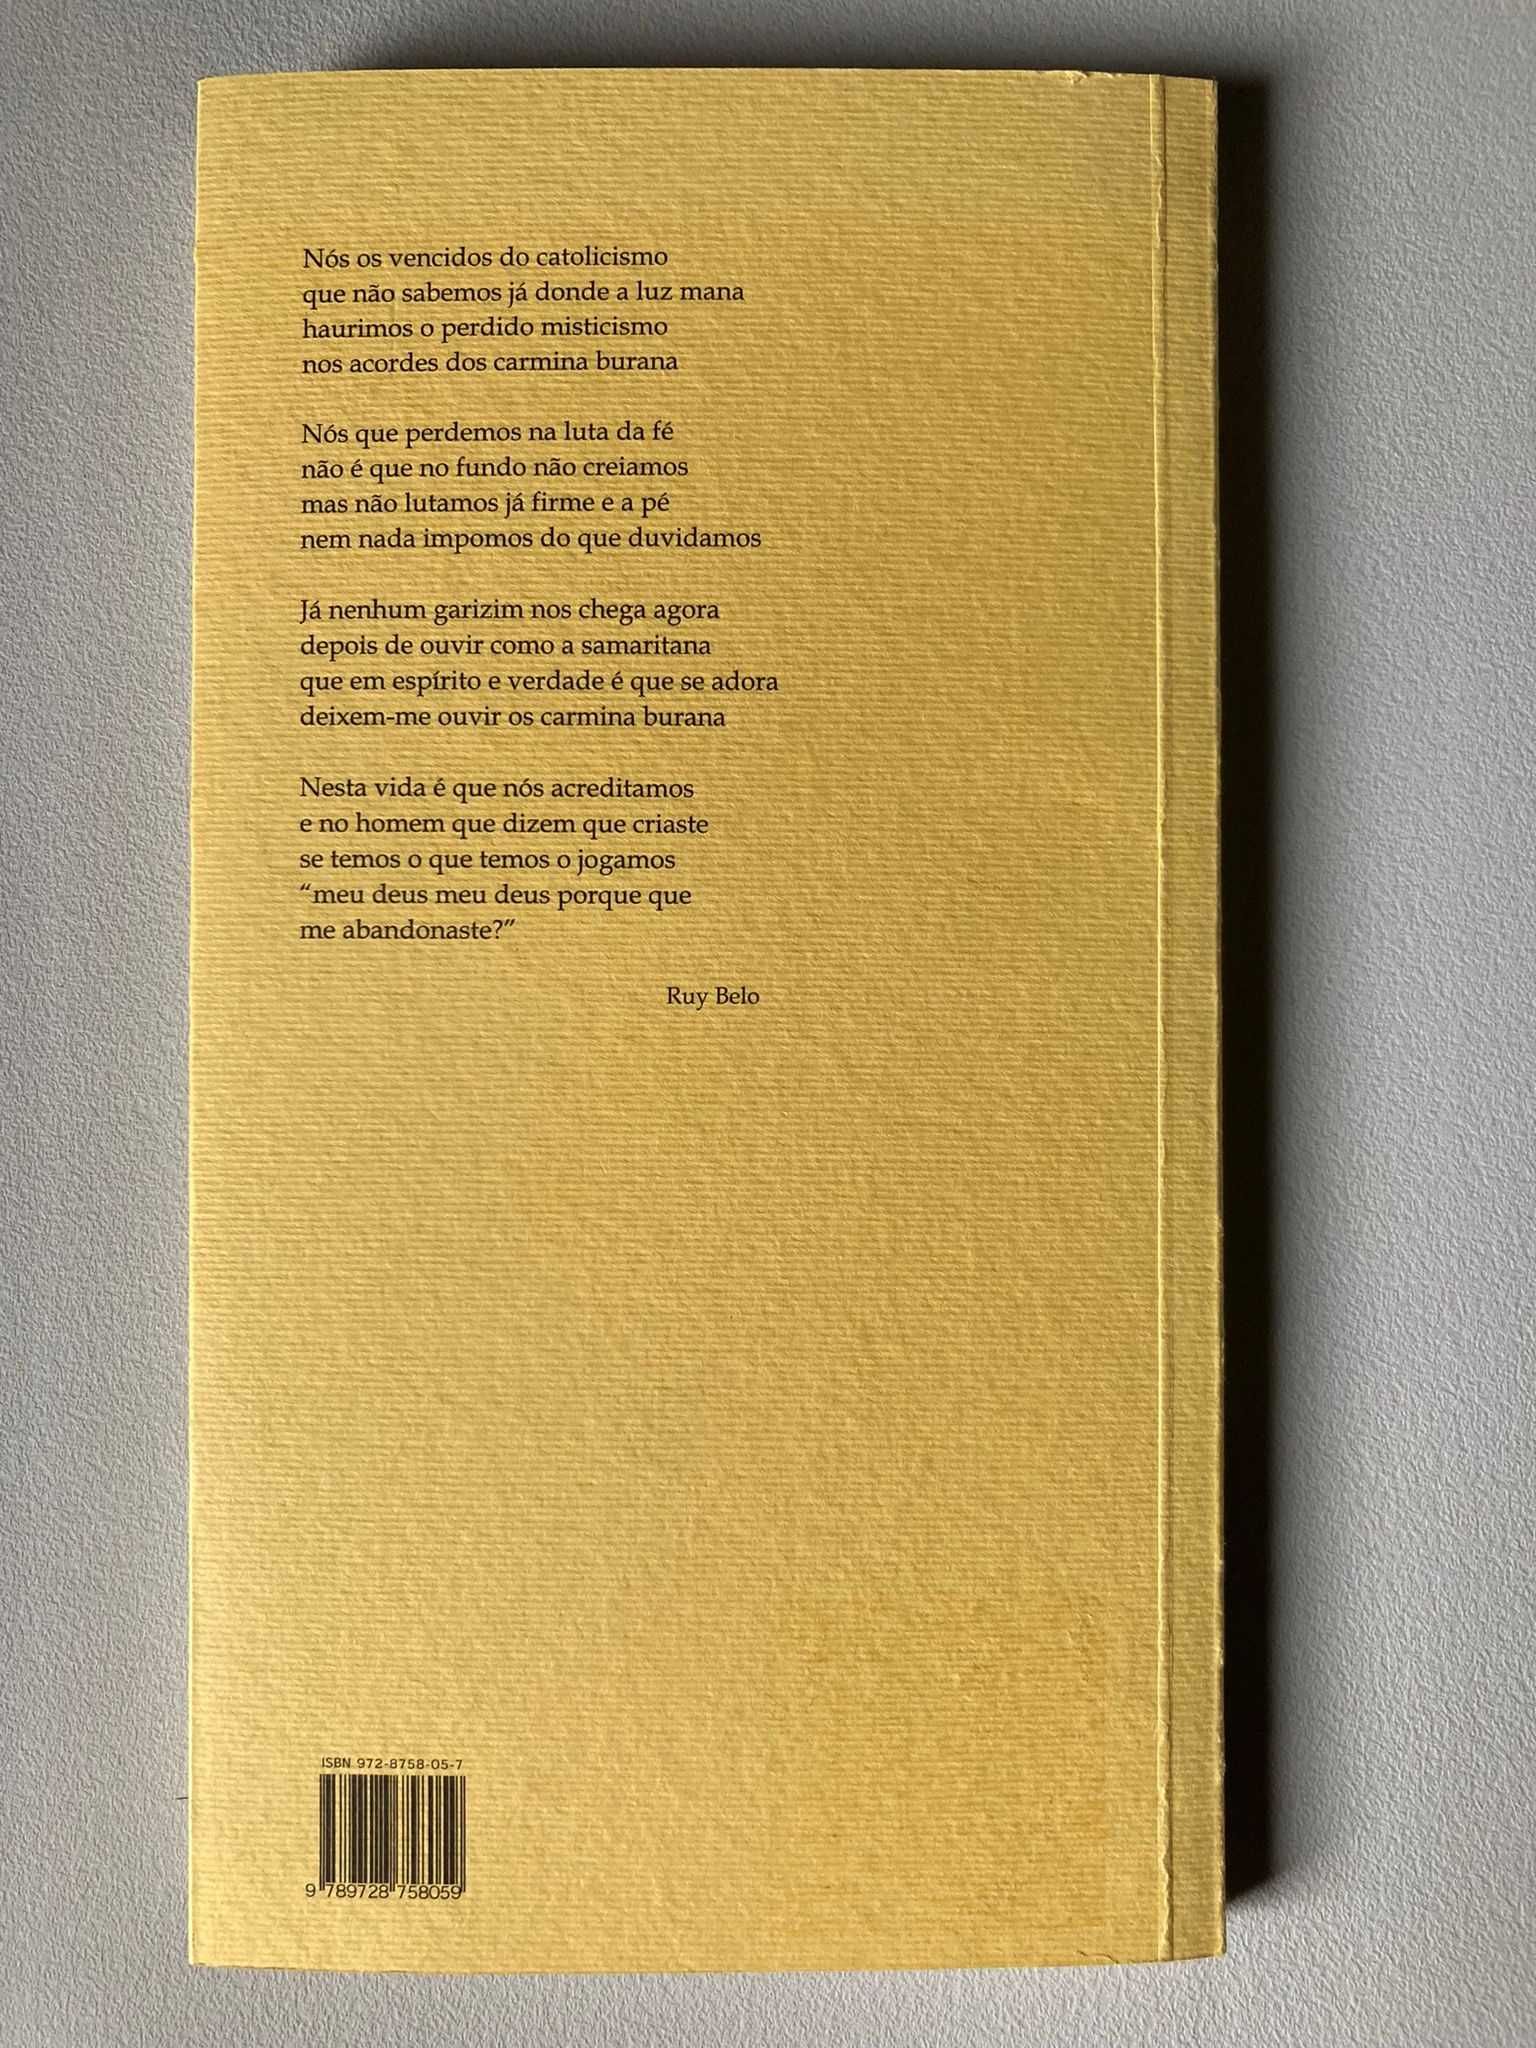 Nós os vencidos do catolicismo
que não sabemos já donde a luz mana
haurimos o perdido misticismo
nos acordes dos carmina burana
Nós que perdemos na luta da fé
não é que no fundo não creiamos
mas não lutamos já firme e a pé
nem nada impomos do que duvidamos
Já nenhum garizim nos chega agora
depois de ouvir como a samaritana
que em espírito e verdade é que se adora
deixem-me ouvir os carmina burana
Nesta vida é que nós acreditamos
e no homem que dizem que criaste
se temos o que temos o jogamos
“meu deus meu deus porque que
me abandonaste?”
Ruy Belo
ISBN 972-8758-05-7
9 789728 758059